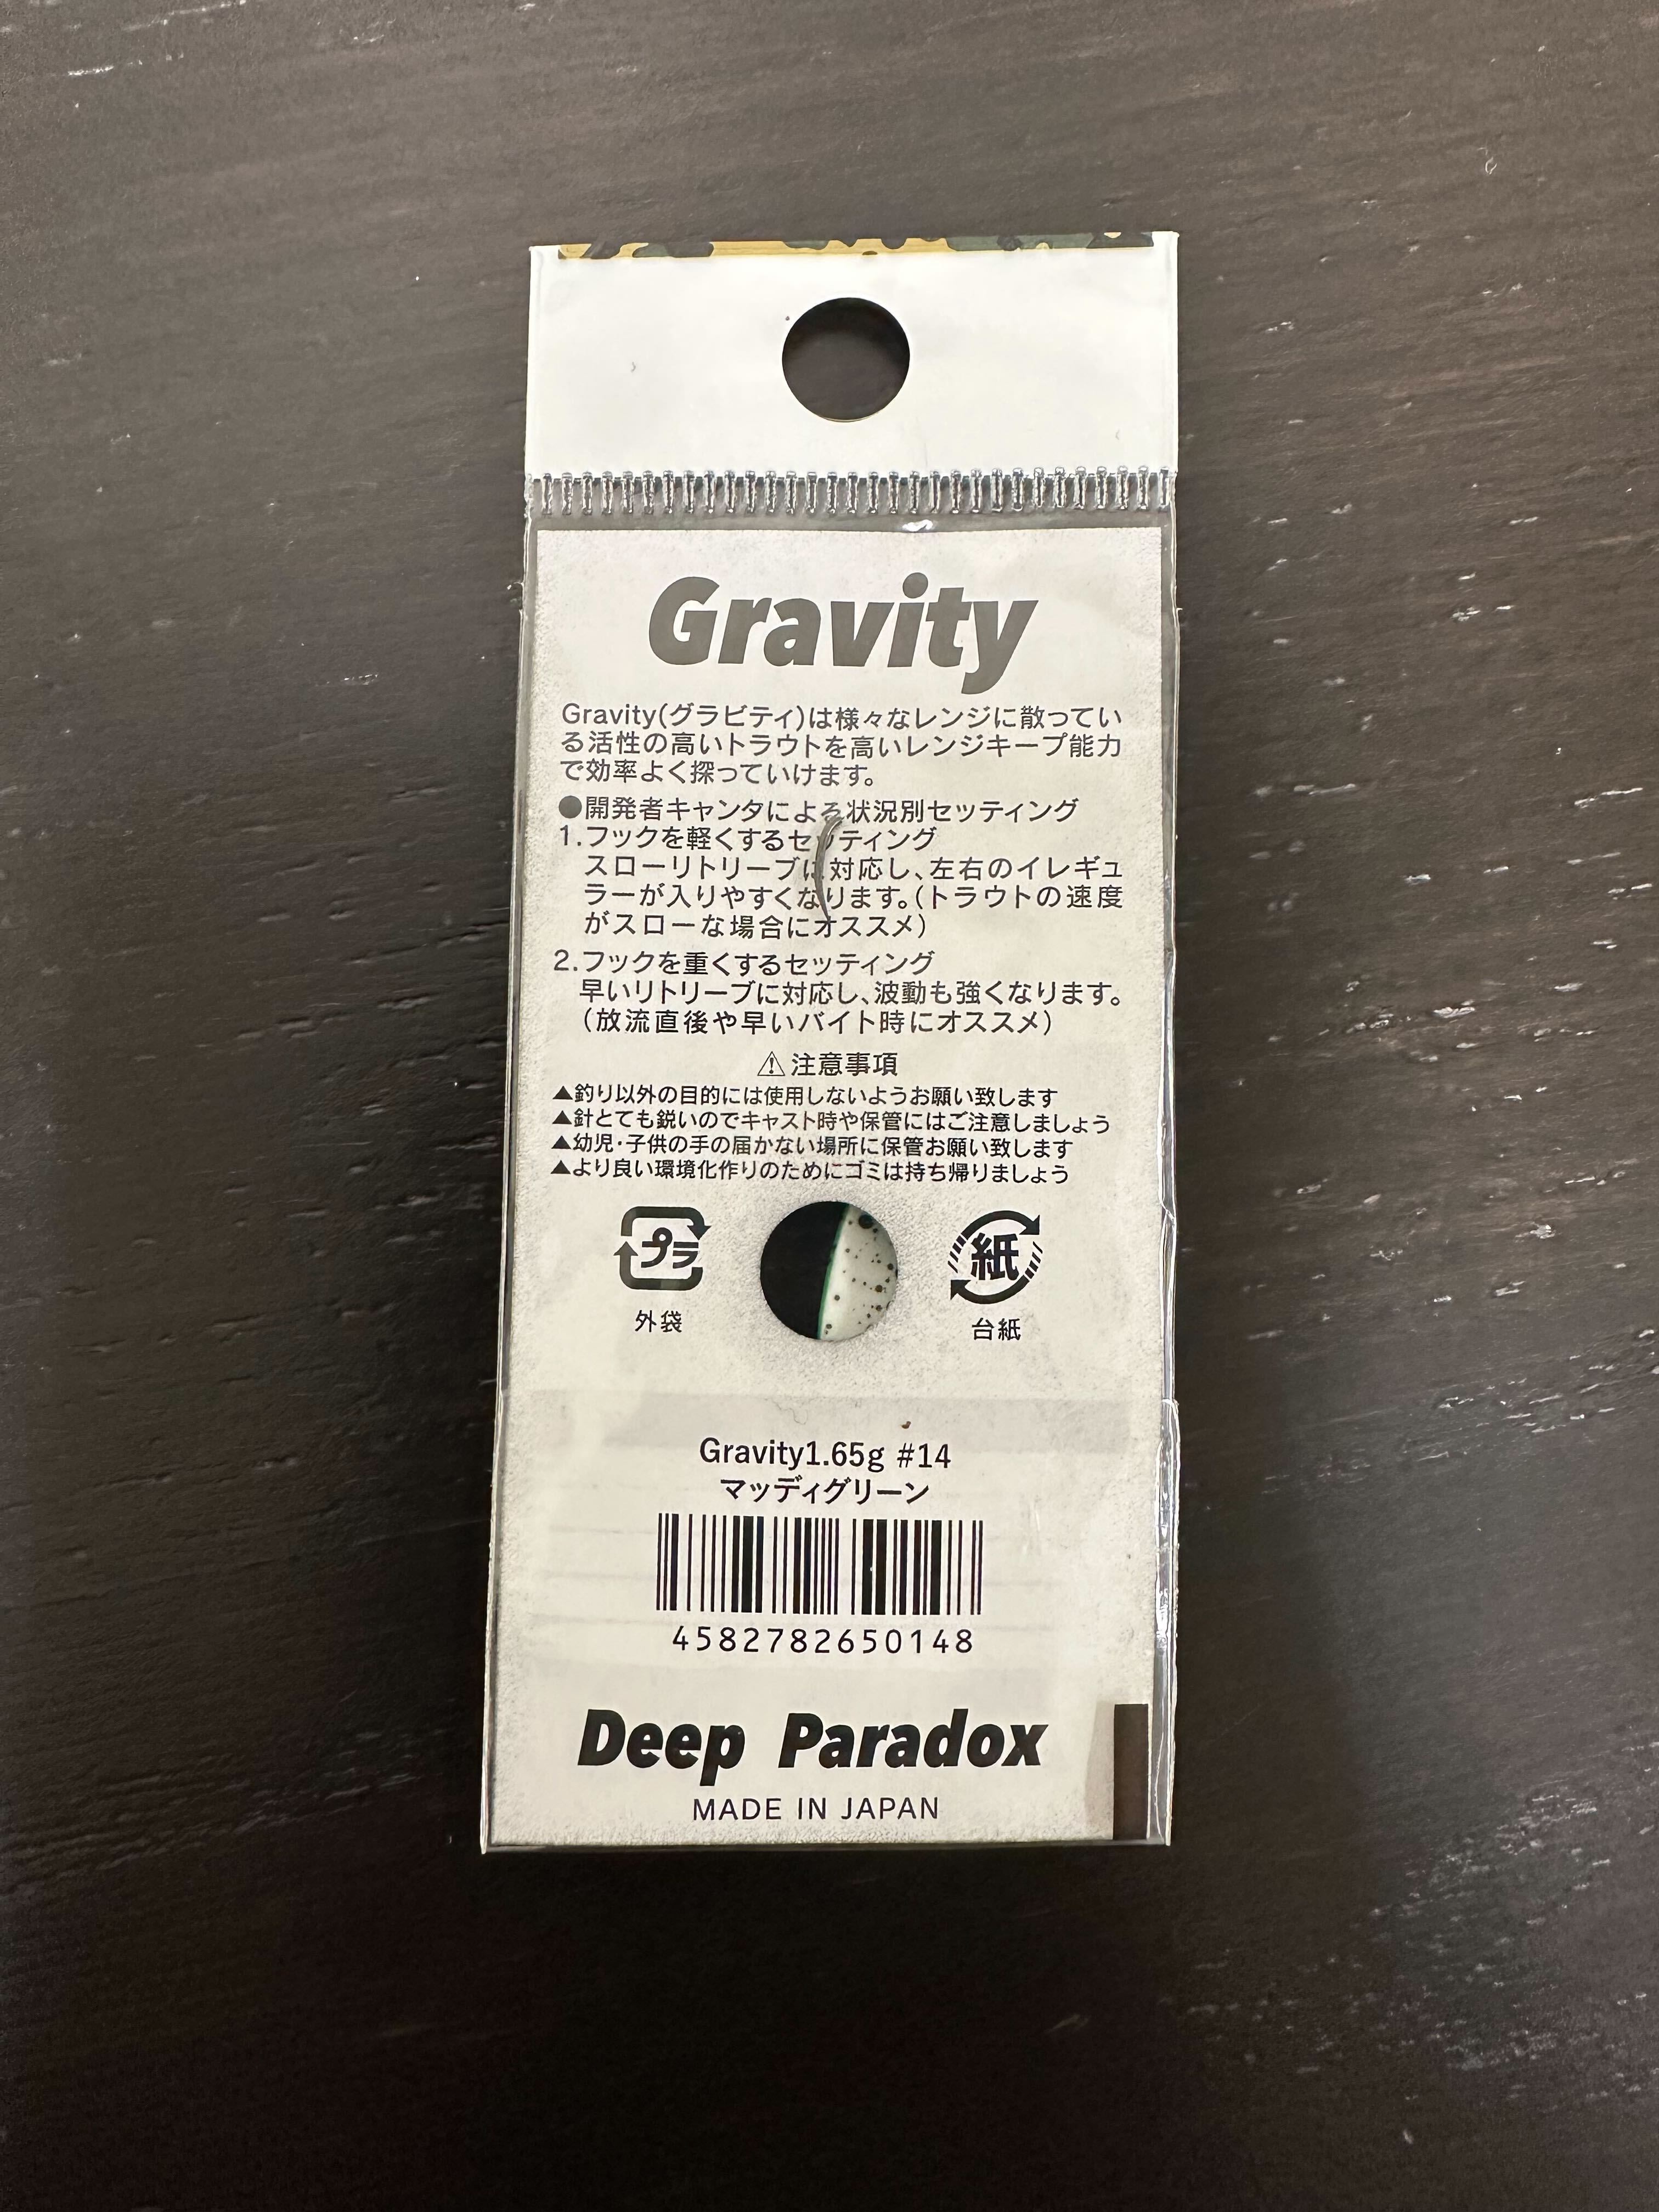 Gravity
Gravity(グラビティ)は様々なレンジに散ってい
る活性の高いトラウトを高いレンジキープ能力
で効率よく探っていけます。
●開発者キャンタによる状況別セッティング
1.フックを軽くするセッティング
スローリトリーブに対応し、左右のイレギュ
ラーが入りやすくなります。(トラウトの速度
がスローな場合にオススメ)
2.フックを重くするセッティング
早いリトリーブに対応し、波動も強くなります。
(放流直後や早いバイト時にオススメ)
⚠注意事項
▲釣り以外の目的には使用しないようお願い致します
▲針とても鋭いのでキャスト時や保管にはご注意しましょう
▲幼児･子供の手の届かない場所に保管お願い致します
▲より良い環境化作りのためにゴミは持ち帰りましょう
プラ 紙
外袋 台紙
Gravity1.65g #14
マッディグリーン
4582782650148
Deep Paradox
MADE IN JAPAN